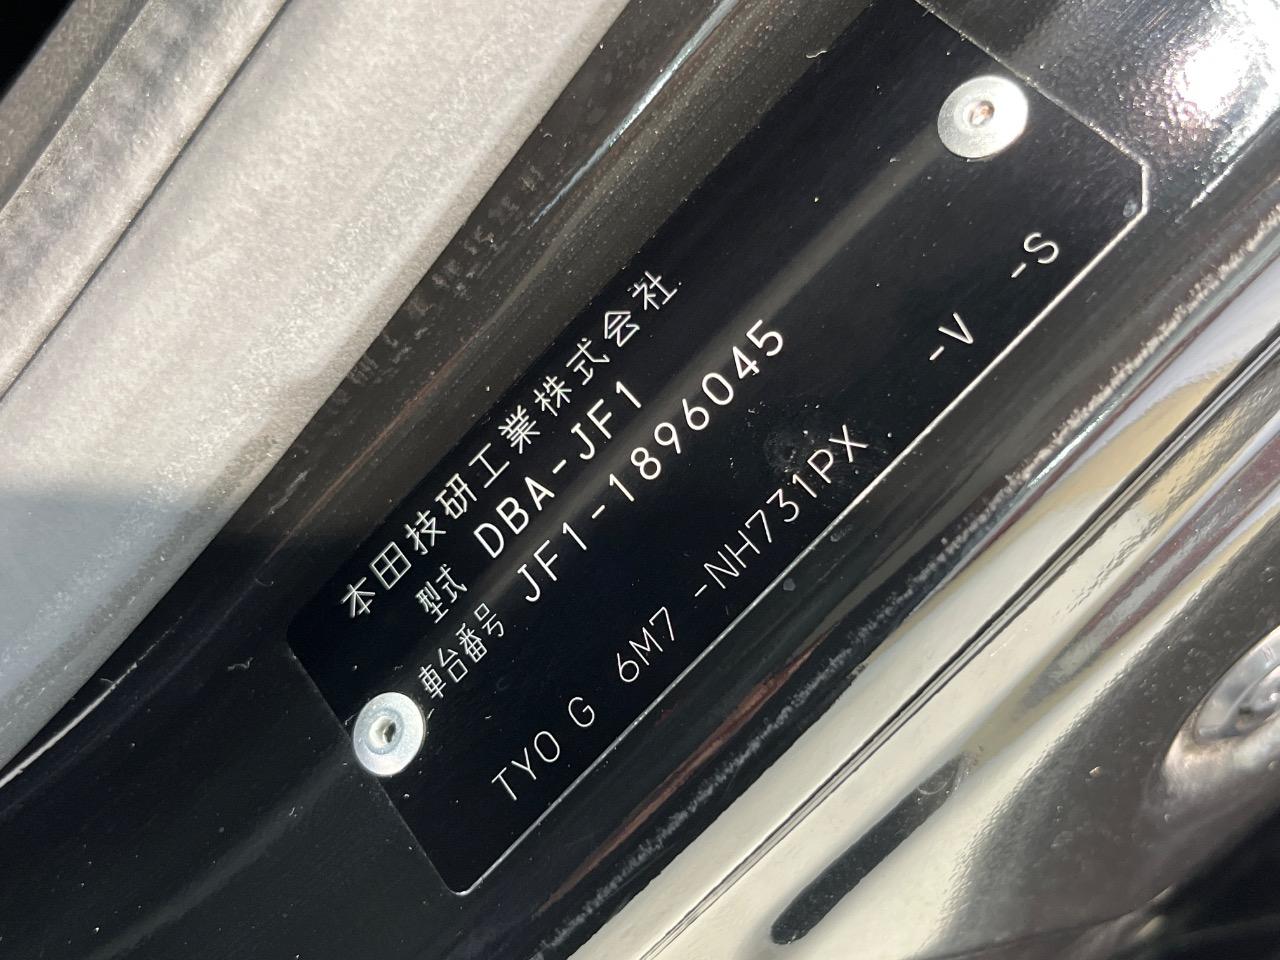 本田技研工業株式会社
型式 DBA-JF1
車台番号 JF1-1896045
TYO G 6M7 -NH731PX -V -S